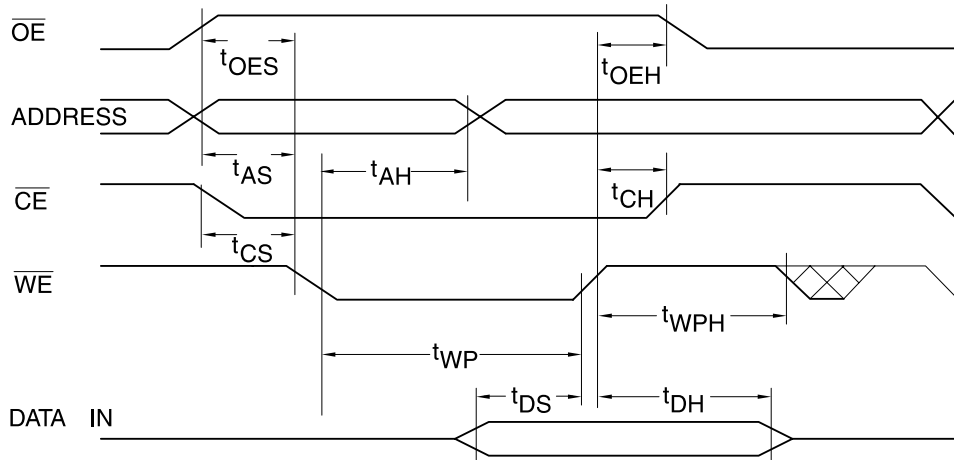 OE
tOES
tOEH
ADDRESS
tAS
tAH
tCH
CE
tCS
WE
tWPH
tWP
tDS
tDH
DATA IN